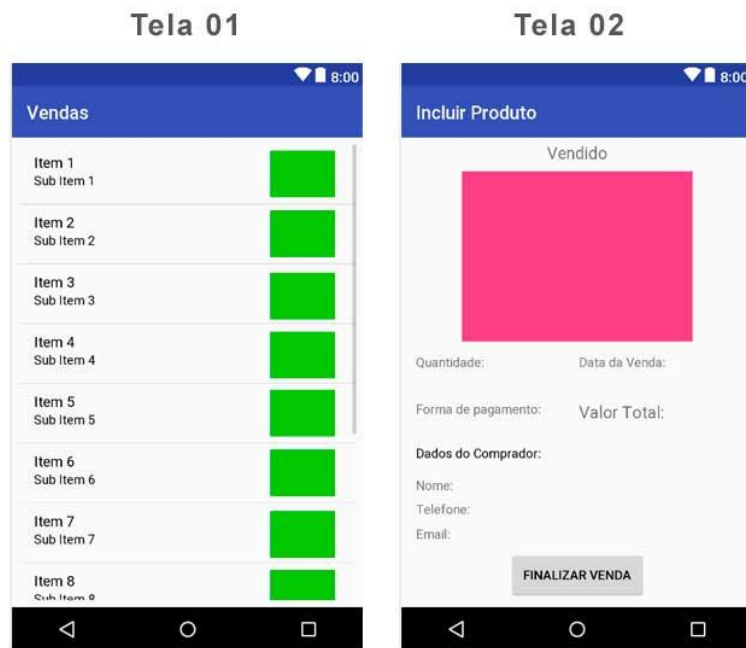 Tela 01
8:00
Vendas
Item 1
Sub Item 1
Item 2
Sub Item 2
Item 3
Sub Item 3
Item 4
Sub Item 4
Item 5
Sub Item 5
Item 6
Sub Item 6
Item 7
Sub Item 7
Item 8
Sub Item 8
Tela 02
8:00
Incluir Produto
Vendido
Quantidade: Data da Venda:
Forma de pagamento: Valor Total:
Dados do Comprador:
Nome:
Telefone:
Email:
FINALIZAR VENDA